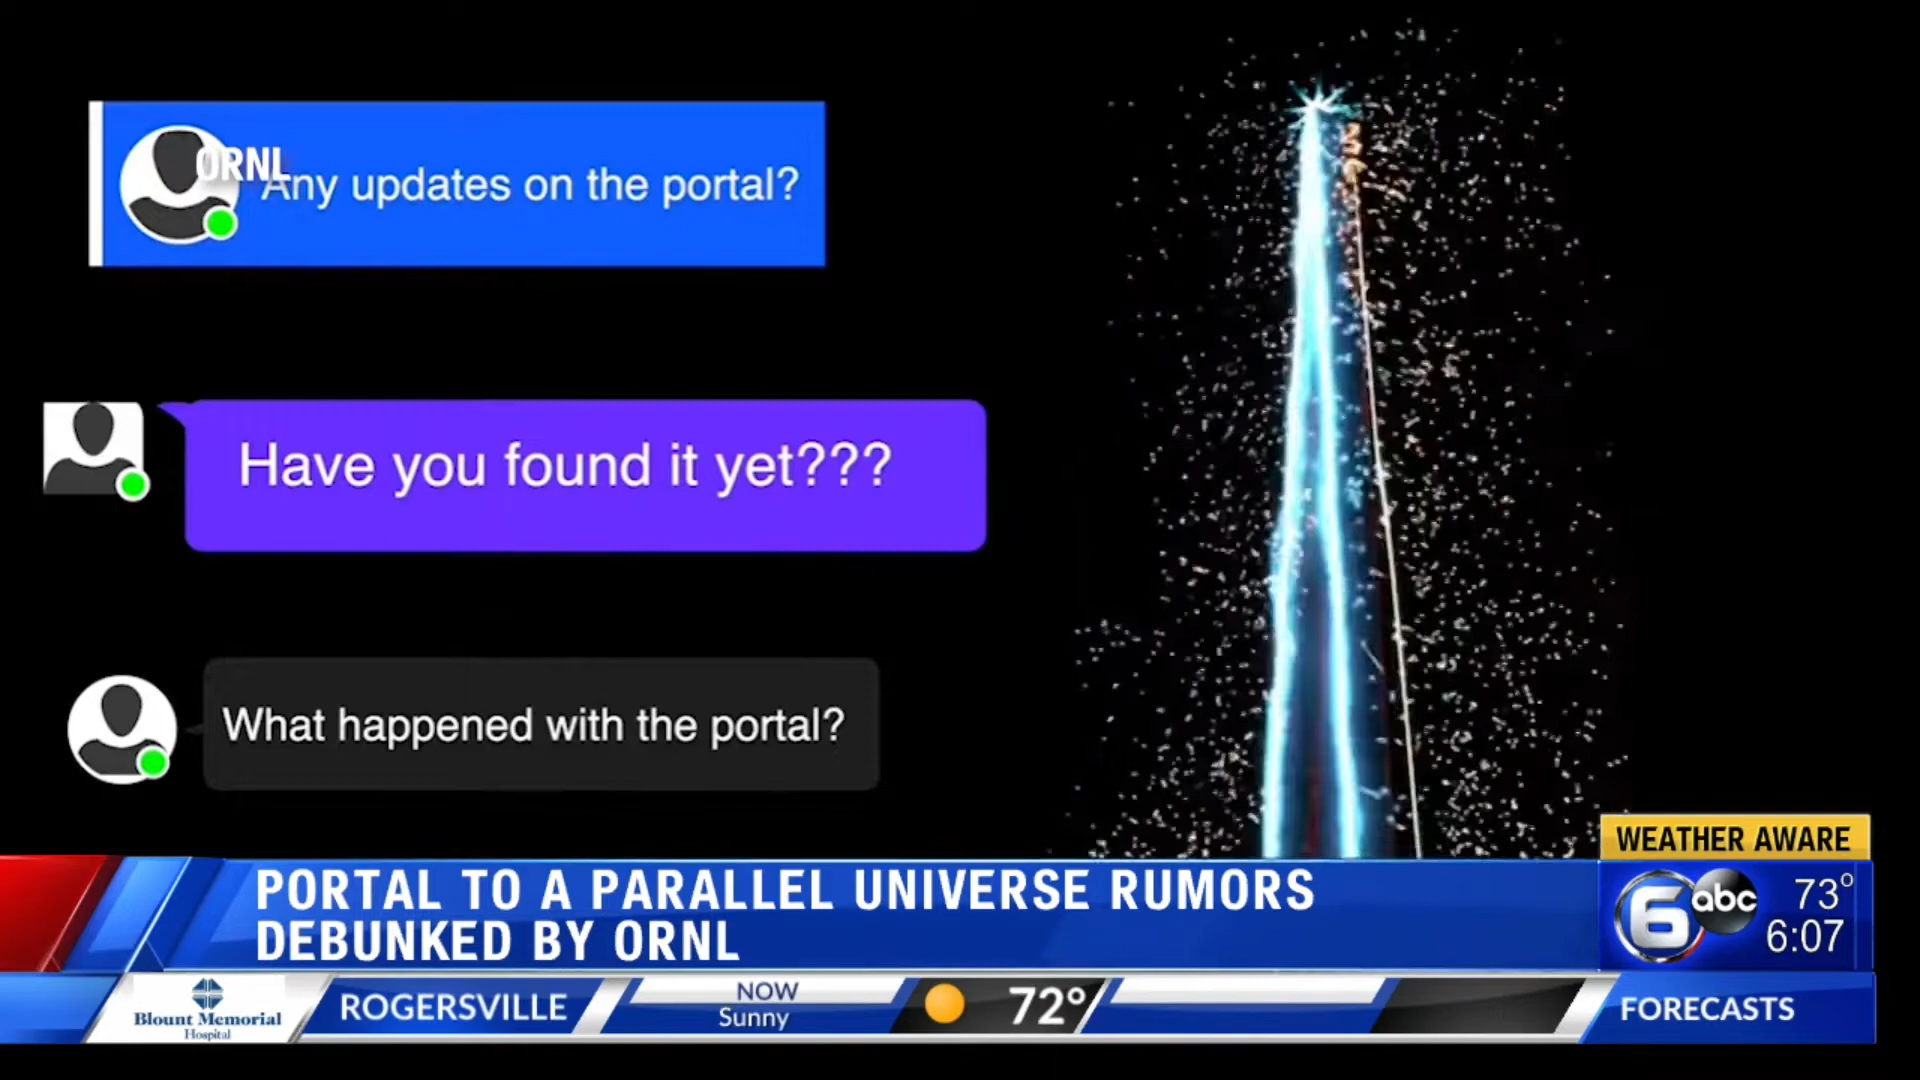 ORNL
Any updates on the portal?
Have you found it yet???
What happened with the portal?
WEATHER AWARE
PORTAL TO A PARALLEL UNIVERSE RUMORS
DEBUNKED BY ORNL
6 abc 73°
6:07
Blount Memorial
Hospital
ROGERSVILLE
NOW
Sunny
72°
FORECASTS